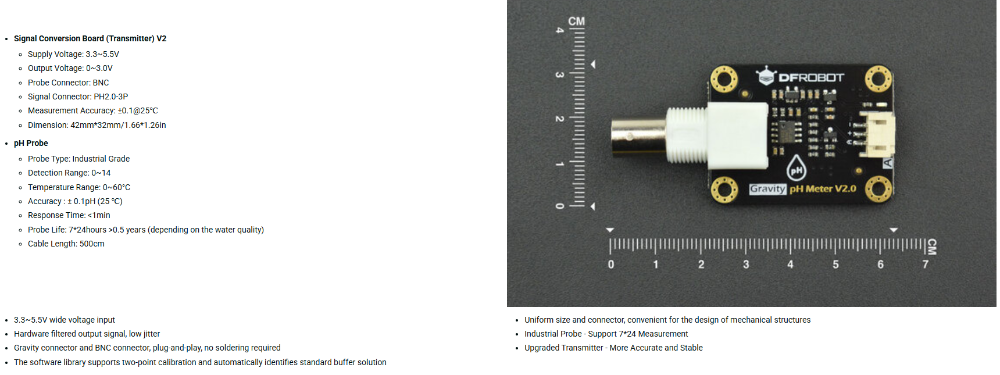 Signal Conversion Board (Transmitter) V2
Supply Voltage: 3.3~5.5V
Output Voltage: 0~3.0V
Probe Connector: BNC
Signal Connector: PH2.0-3P
Measurement Accuracy: ±0.1@25℃
Dimension: 42mm*32mm/1.66*1.26in
pH Probe
Probe Type: Industrial Grade
Detection Range: 0~14
Temperature Range: 0~60°C
Accuracy : ± 0.1pH (25 ℃)
Response Time: <1min
Probe Life: 7*24hours >0.5 years (depending on the water quality)
Cable Length: 500cm
CM
4
3
2
1
0
DFROBOT
- + A
A
pH
Gravity pH Meter V2.0
0 1 2 3 4 5 6 7
CM
3.3~5.5V wide voltage input
Hardware filtered output signal, low jitter
Gravity connector and BNC connector, plug-and-play, no soldering required
The software library supports two-point calibration and automatically identifies standard buffer solution
Uniform size and connector, convenient for the design of mechanical structures
Industrial Probe - Support 7*24 Measurement
Upgraded Transmitter - More Accurate and Stable